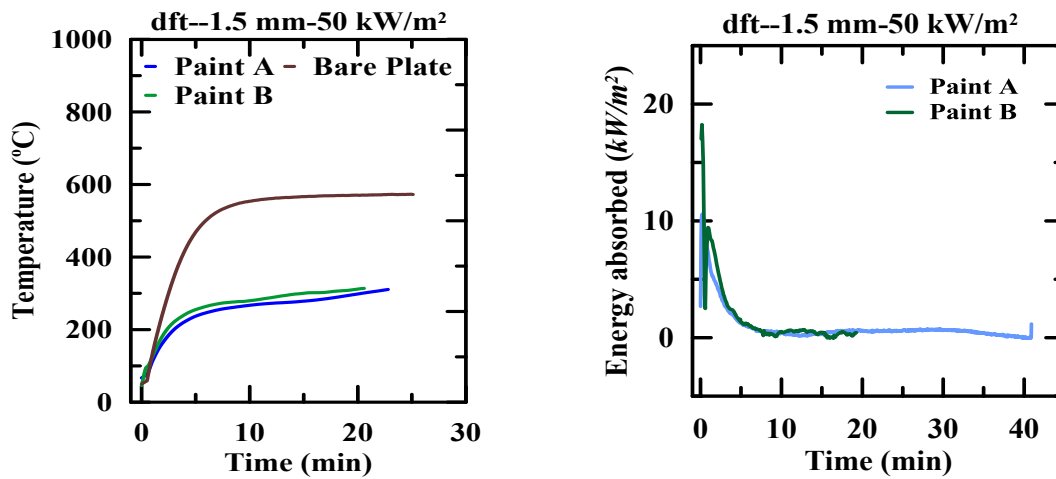 dft--1.5 mm-50 kW/m²
1000
800
600
400
200
0
Temperature (ºC)
Paint A
Bare Plate
Paint B
0
10
20
30
Time (min)
dft--1.5 mm-50 kW/m²
20
10
0
Energy absorbed (kW/m²)
Paint A
Paint B
0
10
20
30
40
Time (min)